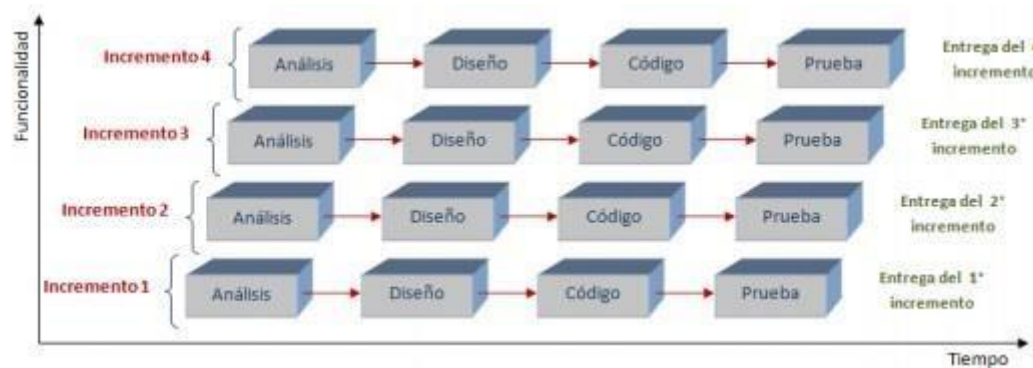 Funcionalidad
Incremento 4
Análisis
Diseño
Código
Prueba
Entrega del
incremento
Incremento 3
Análisis
Diseño
Código
Prueba
Entrega del 3°
incremento
Incremento 2
Análisis
Diseño
Código
Prueba
Entrega del 2°
incremento
Incremento 1
Análisis
Diseño
Código
Prueba
Entrega del 1°
incremento
Tiempo